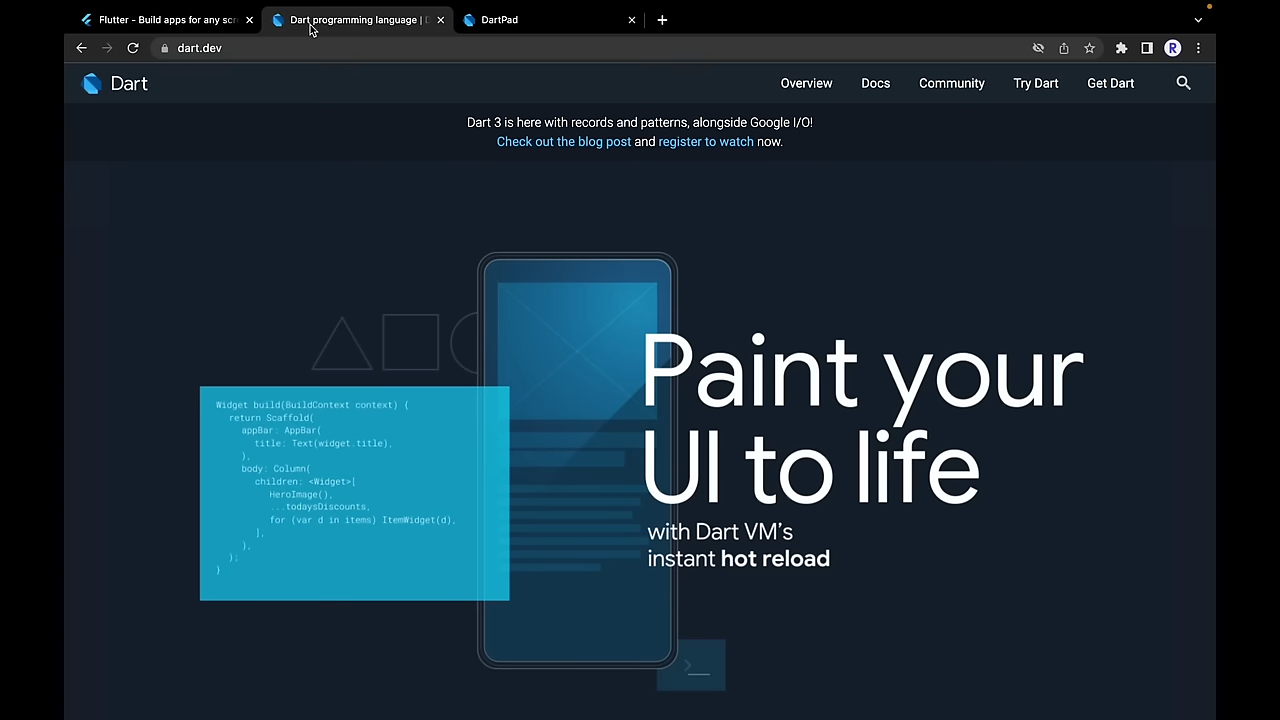 Flutter - Build apps for any scr
Dart programming language | D
DartPad
dart.dev
R
Dart
Overview
Docs
Community
Try Dart
Get Dart
Dart 3 is here with records and patterns, alongside Google I/O!
Check out the blog post and register to watch now.
Widget build(BuildContext context) {
return Scaffold(
appBar: AppBar(
title: Text(widget.title),
),
body: Column(
children: <Widget>[
HeroImage(),
...todaysDiscounts,
for (var d in items) ItemWidget(d),
],
),
);
}
Paint your
UI to life
with Dart VM's
instant hot reload
>_